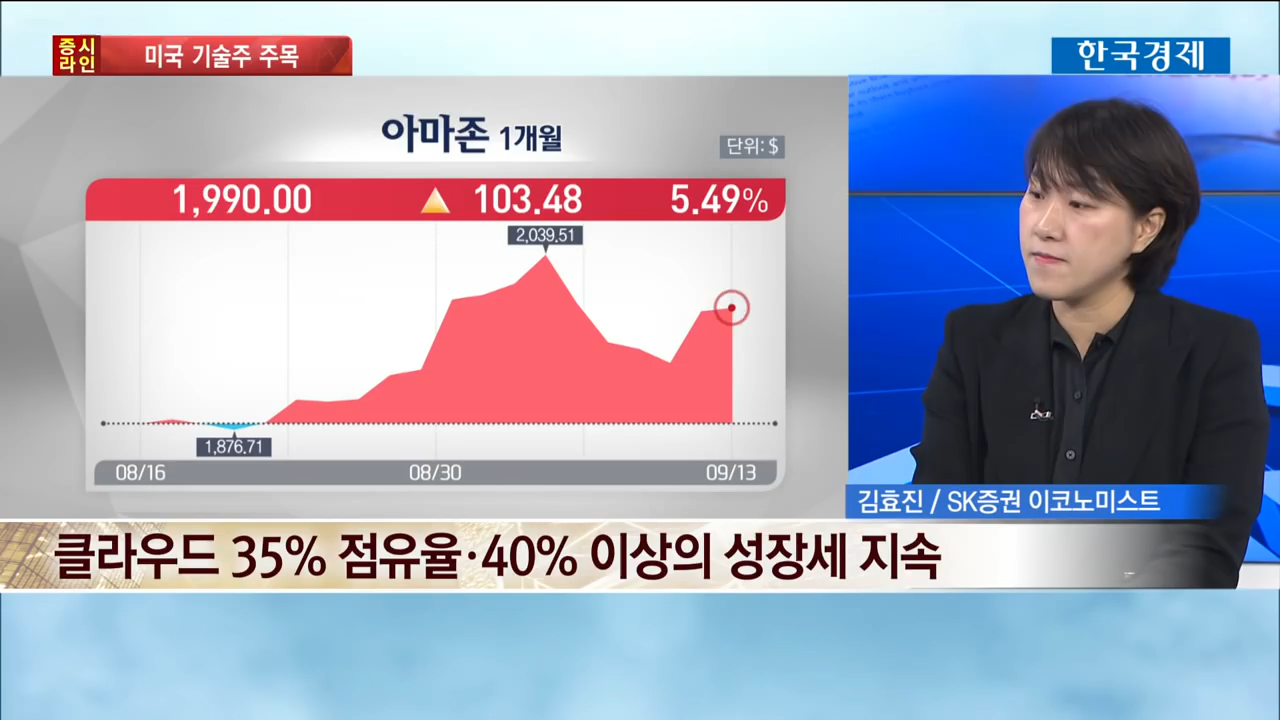 증시
라인
미국 기술주 주목
한국경제
아마존 1개월
단위: $
1,990.00 ▲ 103.48 5.49%
2,039.51
1,876.71
08/16 08/30 09/13
김효진 / SK증권 이코노미스트
클라우드 35% 점유율·40% 이상의 성장세 지속